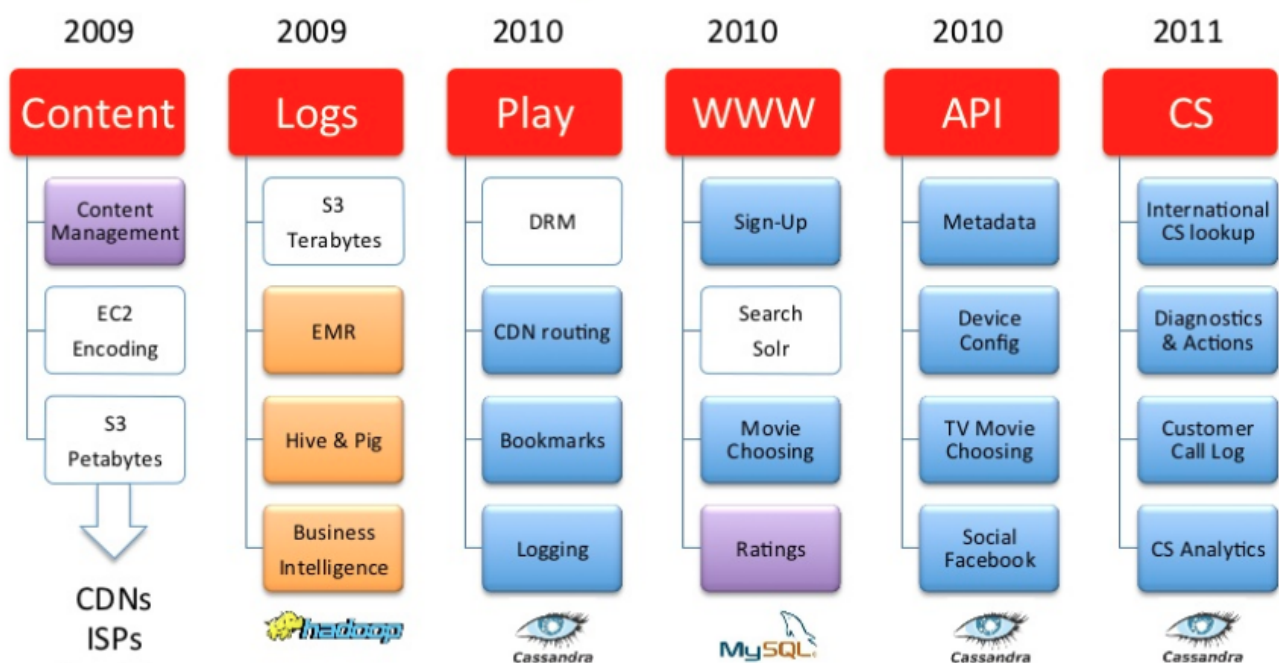 2009
2009
2010
2010
2010
2011
Content
Logs
Play
WWW
API
CS
Content
Management
EC2
Encoding
S3
Petabytes
CDNs
ISPs
S3
Terabytes
EMR
Hive & Pig
Business
Intelligence
hadoop
DRM
CDN routing
Bookmarks
Logging
Cassandra
Sign-Up
Search
Solr
Movie
Choosing
Ratings
MySQL
Metadata
Device
Config
TV Movie
Choosing
Social
Facebook
Cassandra
International
CS lookup
Diagnostics
& Actions
Customer
Call Log
CS Analytics
Cassandra